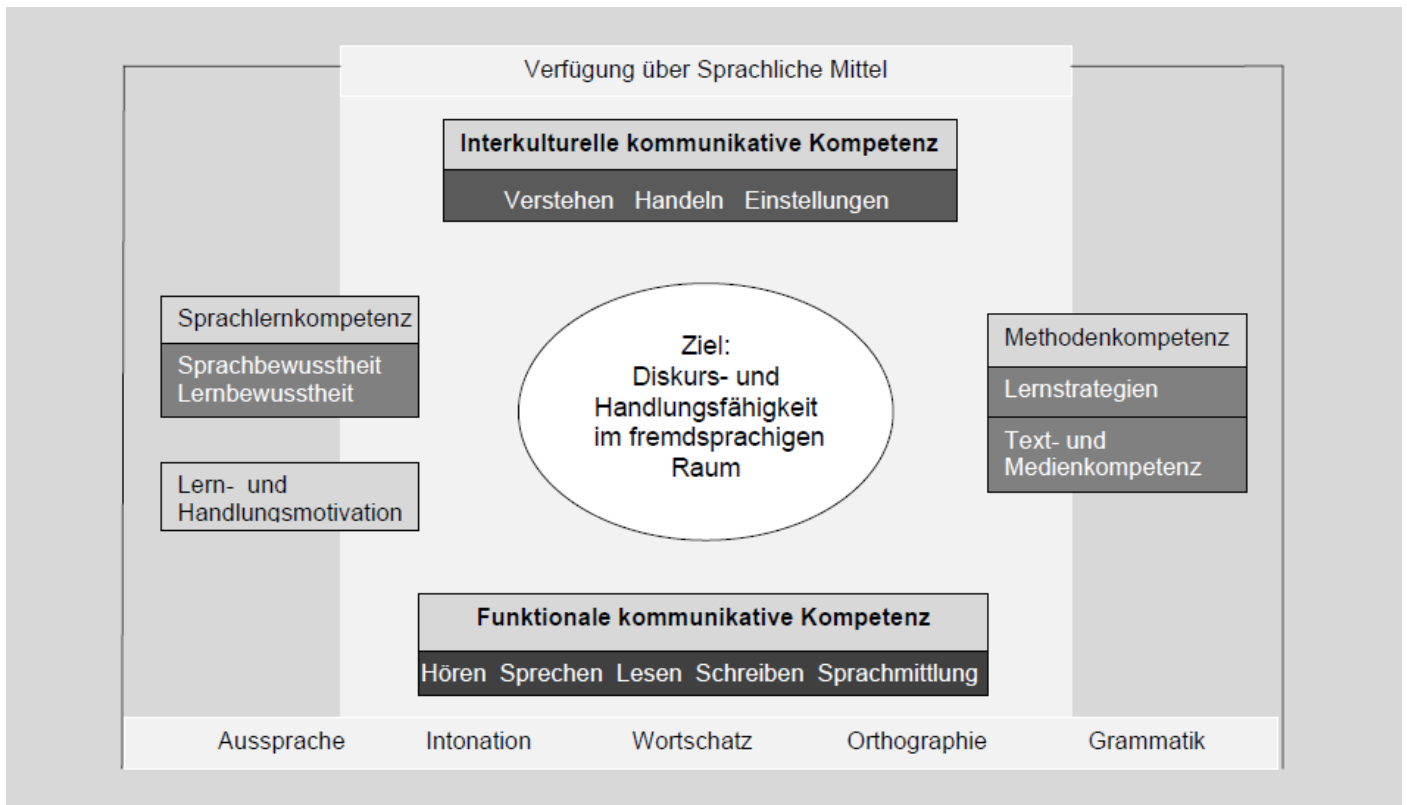 Verfügung über Sprachliche Mittel
Interkulturelle kommunikative Kompetenz
Verstehen Handeln Einstellungen
Sprachlernkompetenz
Sprachbewusstheit
Lernbewusstheit
Lern- und
Handlungsmotivation
Ziel:
Diskurs- und
Handlungsfähigkeit
im fremdsprachigen
Raum
Methodenkompetenz
Lernstrategien
Text- und
Medienkompetenz
Funktionale kommunikative Kompetenz
Hören Sprechen Lesen Schreiben Sprachmittlung
Aussprache Intonation Wortschatz Orthographie Grammatik